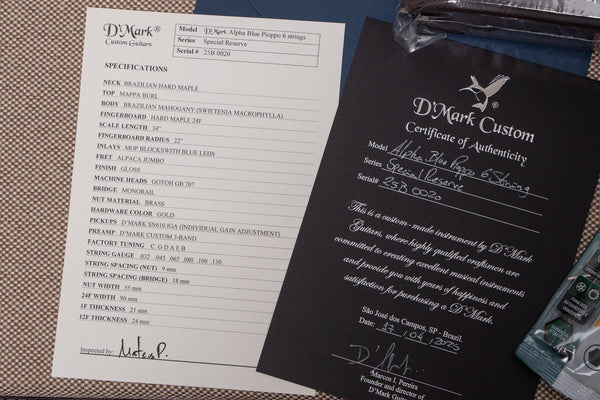 D'Mark®
Custom Guitars
Model D'Mark Alpha Blue Pioppo 6 strings
Series Special Reserve
Serial # 25B 0020
SPECIFICATIONS
NECK BRAZILIAN HARD MAPLE
TOP MAPPA BURL
BODY BRAZILIAN MAHOGANY (SWIETENIA MACROPHYLLA)
FINGERBOARD HARD MAPLE 24F
SCALE LENGTH 34"
FINGERBOARD RADIUS 22"
INLAYS MOP BLOCKSWITH BLUE LEDS
FRET ALPACA JUMBO
FINISH GLOSS
MACHINE HEADS GOTOH GB 707
BRIDGE MONORAIL
NUT MATERIAL BRASS
HARDWARE COLOR GOLD
PICKUPS D'MARK SN610 IGA (INDIVIDUAL GAIN ADJUSTMENT)
PREAMP D'MARK CUSTOM 3-BAND
FACTORY TUNING C G D A E B
STRING GAUGE .032 .045 .065 .080 .100 .130
STRING SPACING (NUT) 9 mm
STRING SPACING (BRIDGE) 18 mm
NUT WIDTH 55 mm
24F WIDTH 90 mm
1F THICKNESS 21 mm
12F THICKNESS 24 mm
Inspected by: Mateus P.
D'Mark Custom
Certificate of Authenticity
Model Alpha Blue Pioppo 6 String
Series Special Reserve
Serial# 25B 0020
This is a custom-made instrument by D'Mark
Guitars, where highly qualified craftsmen are
committed to creating excellent musical instruments
and provide you with years of happiness and
satisfaction for purchasing a D'Mark.
São José dos Campos, SP - Brazil.
Date: 17/04/2025
Marcos I. Pereira
Founder and director of
D'Mark